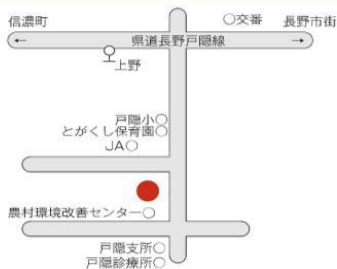 信濃町
○交番
長野市街
← 県道長野戸隠線 →
上野
戸隠小○
とがくし保育園○
JA○
農村環境改善センター○
戸隠支所○
戸隠診療所○